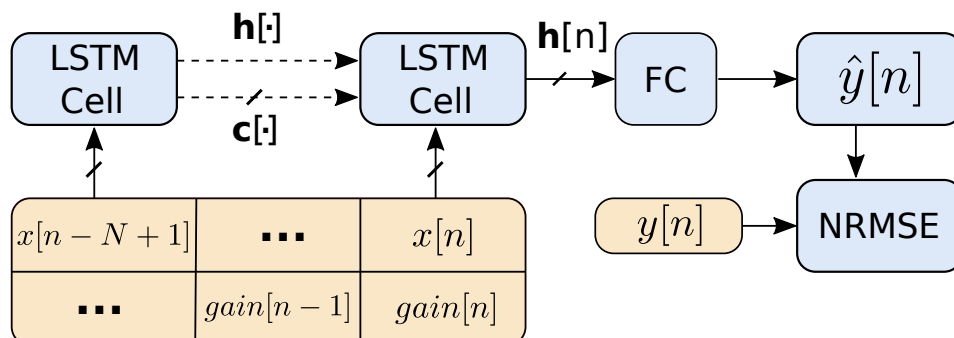 LSTM
Cell
h[·]
c[·]
LSTM
Cell
h[n]
FC
ŷ[n]
x[n − N + 1]
...
x[n]
...
gain[n − 1]
gain[n]
y[n]
NRMSE